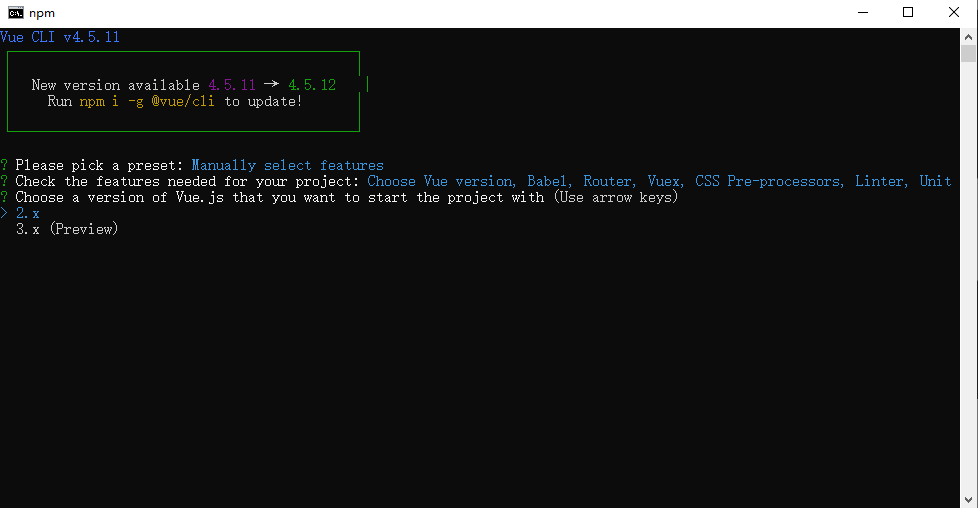 npm
Vue CLI v4.5.11
New version available 4.5.11 → 4.5.12
Run npm i -g @vue/cli to update!
? Please pick a preset: Manually select features
? Check the features needed for your project: Choose Vue version, Babel, Router, Vuex, CSS Pre-processors, Linter, Unit
? Choose a version of Vue.js that you want to start the project with (Use arrow keys)
> 2.x
3.x (Preview)